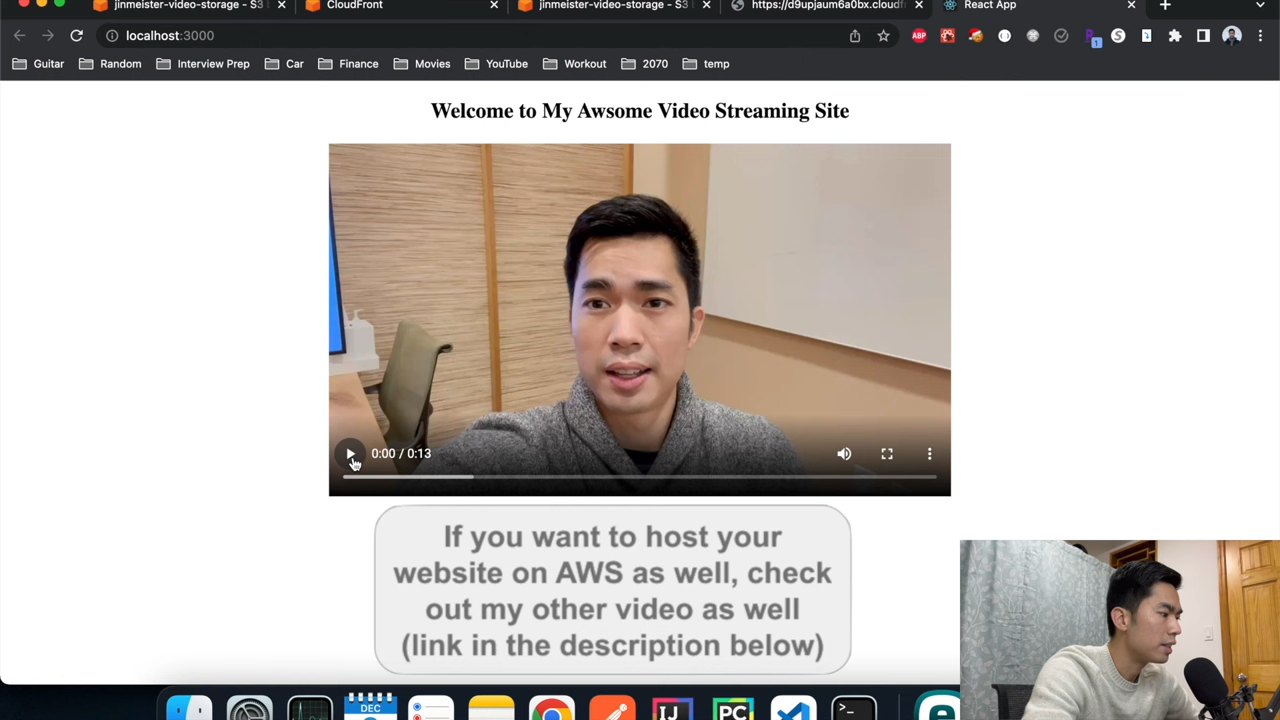 jinmeister-video-storage - S3
CloudFront
jinmeister-video-storage - S3
https://d9upjaum6a0bx.cloudf
React App
localhost:3000
ABP
1
Guitar
Random
Interview Prep
Car
Finance
Movies
YouTube
Workout
2070
temp
Welcome to My Awsome Video Streaming Site
0:00 / 0:13
If you want to host your
website on AWS as well, check
out my other video as well
(link in the description below)
DEC
IJ
PC
>_